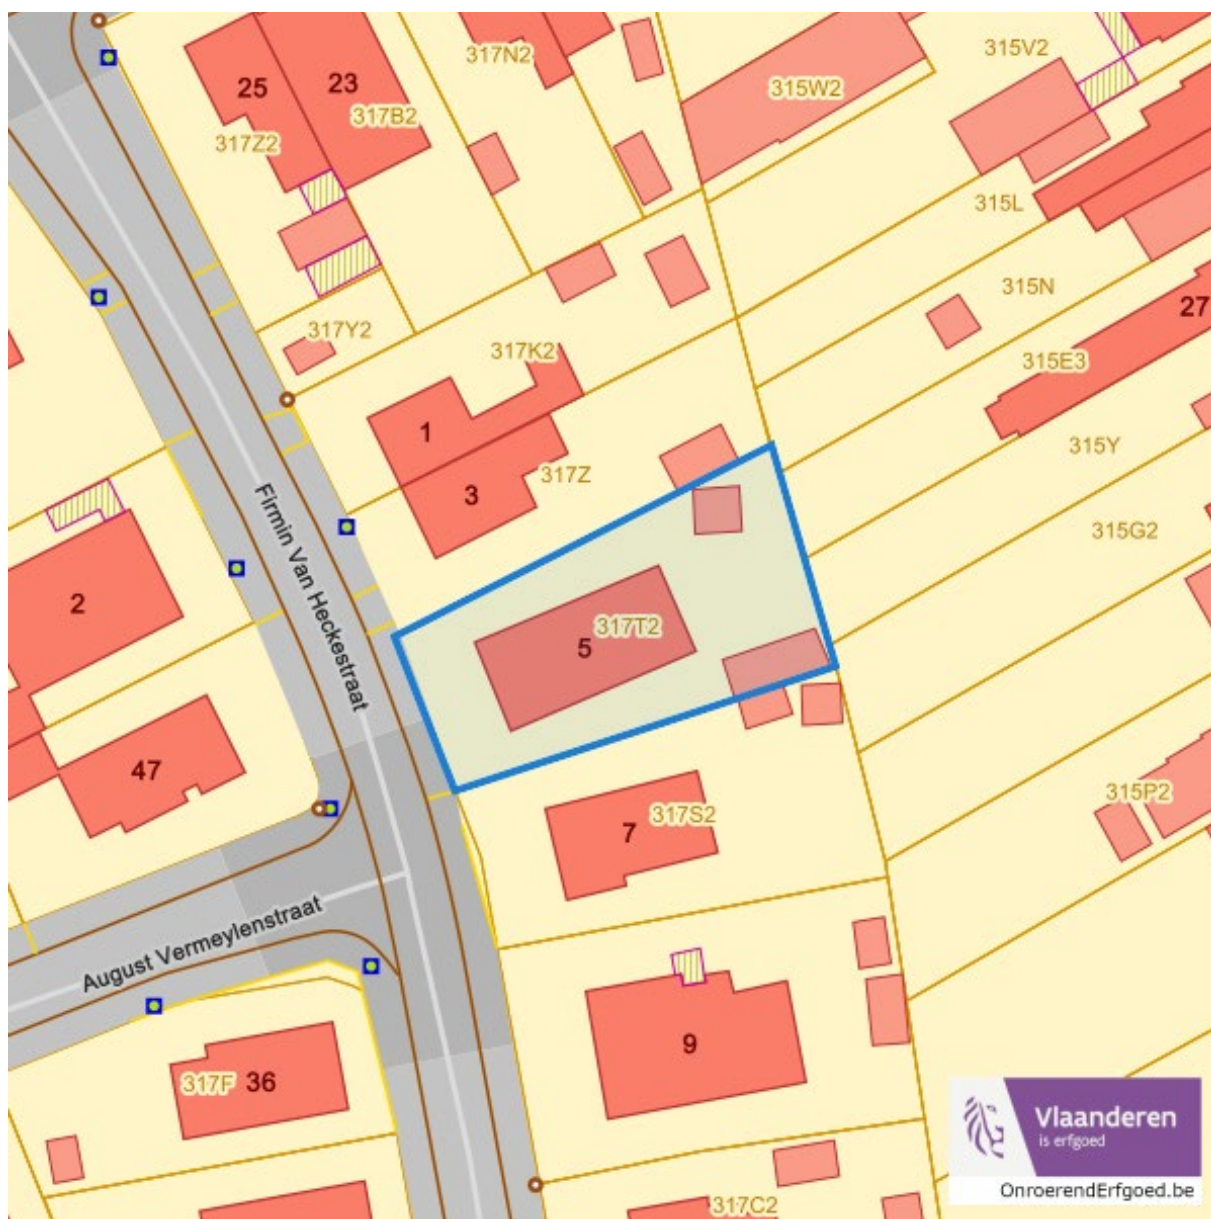 317N2
315V2
25
23
315W2
317B2
317Z2
315L
315N
27
317Y2
317K2
315E3
1
315Y
3
317Z
Firmin Van Heckestraat
315G2
2
317T2
5
47
315P2
317S2
7
August Vermeylenstraat
9
317F
36
Vlaanderen
is erfgoed
OnroerendErfgoed.be
317C2